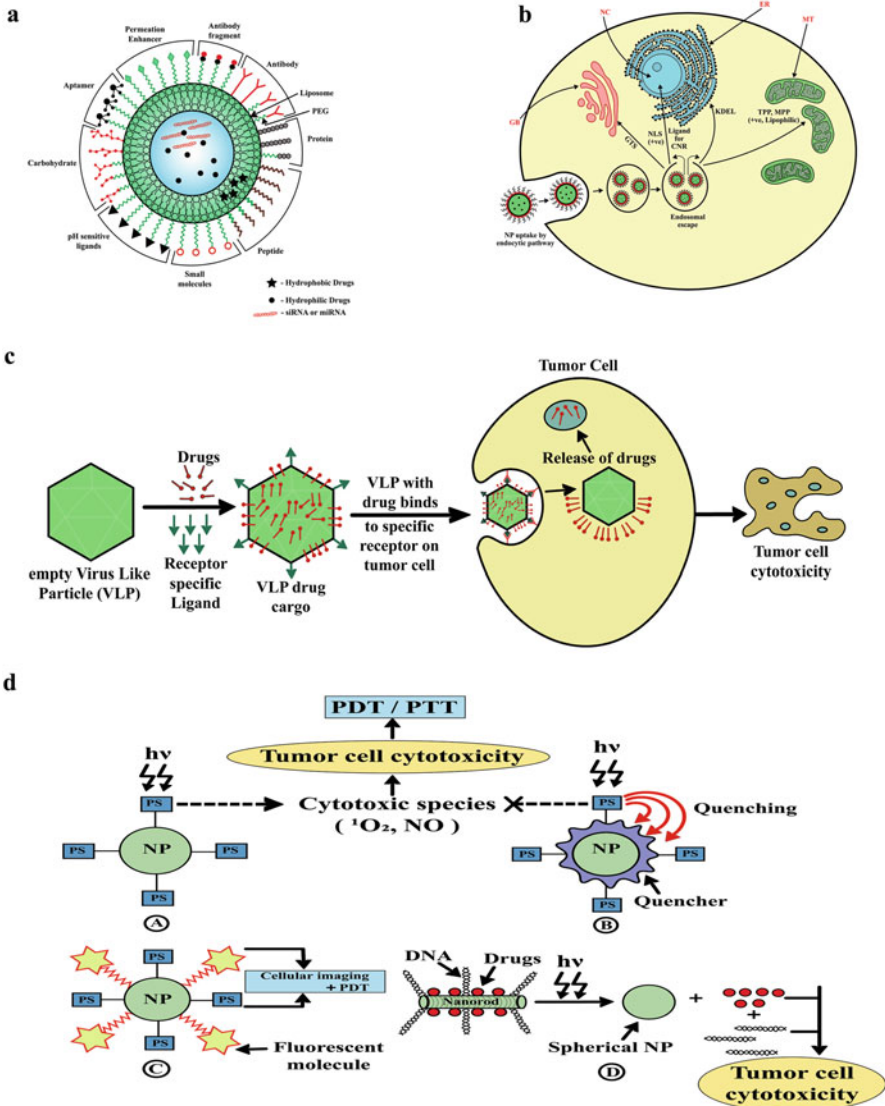 a
Permeation
Enhancer
Antibody
fragment
Antibody
Aptamer
Liposome
PEG
Protein
Carbohydrate
pH sensitive
ligands
Small
molecules
Peptide
- Hydrophobic Drugs
- Hydrophilic Drugs
- siRNA or miRNA
b
NC
ER
MT
GB
GTS
NLS
(+ve)
Ligand
for
CNR
KDEL
TPP, MPP
(+ve, Lipophilic)
NP uptake by
endocytic pathway
Endosomal
escape
c
Tumor Cell
Drugs
Release of drugs
VLP with
drug binds
to specific
receptor on
tumor cell
empty Virus Like
Particle (VLP)
Receptor
specific
Ligand
VLP drug
cargo
Tumor cell
cytotoxicity
d
PDT / PTT
Tumor cell cytotoxicity
hν
hν
PS
Cytotoxic species
( ¹O₂, NO )
PS
Quenching
PS
NP
PS
PS
NP
PS
PS
PS
Quencher
A
B
PS
PS
NP
PS
PS
Cellular imaging
+ PDT
Fluorescent
molecule
C
DNA
Drugs
Nanorod
hν
+
+
Spherical NP
D
Tumor cell
cytotoxicity